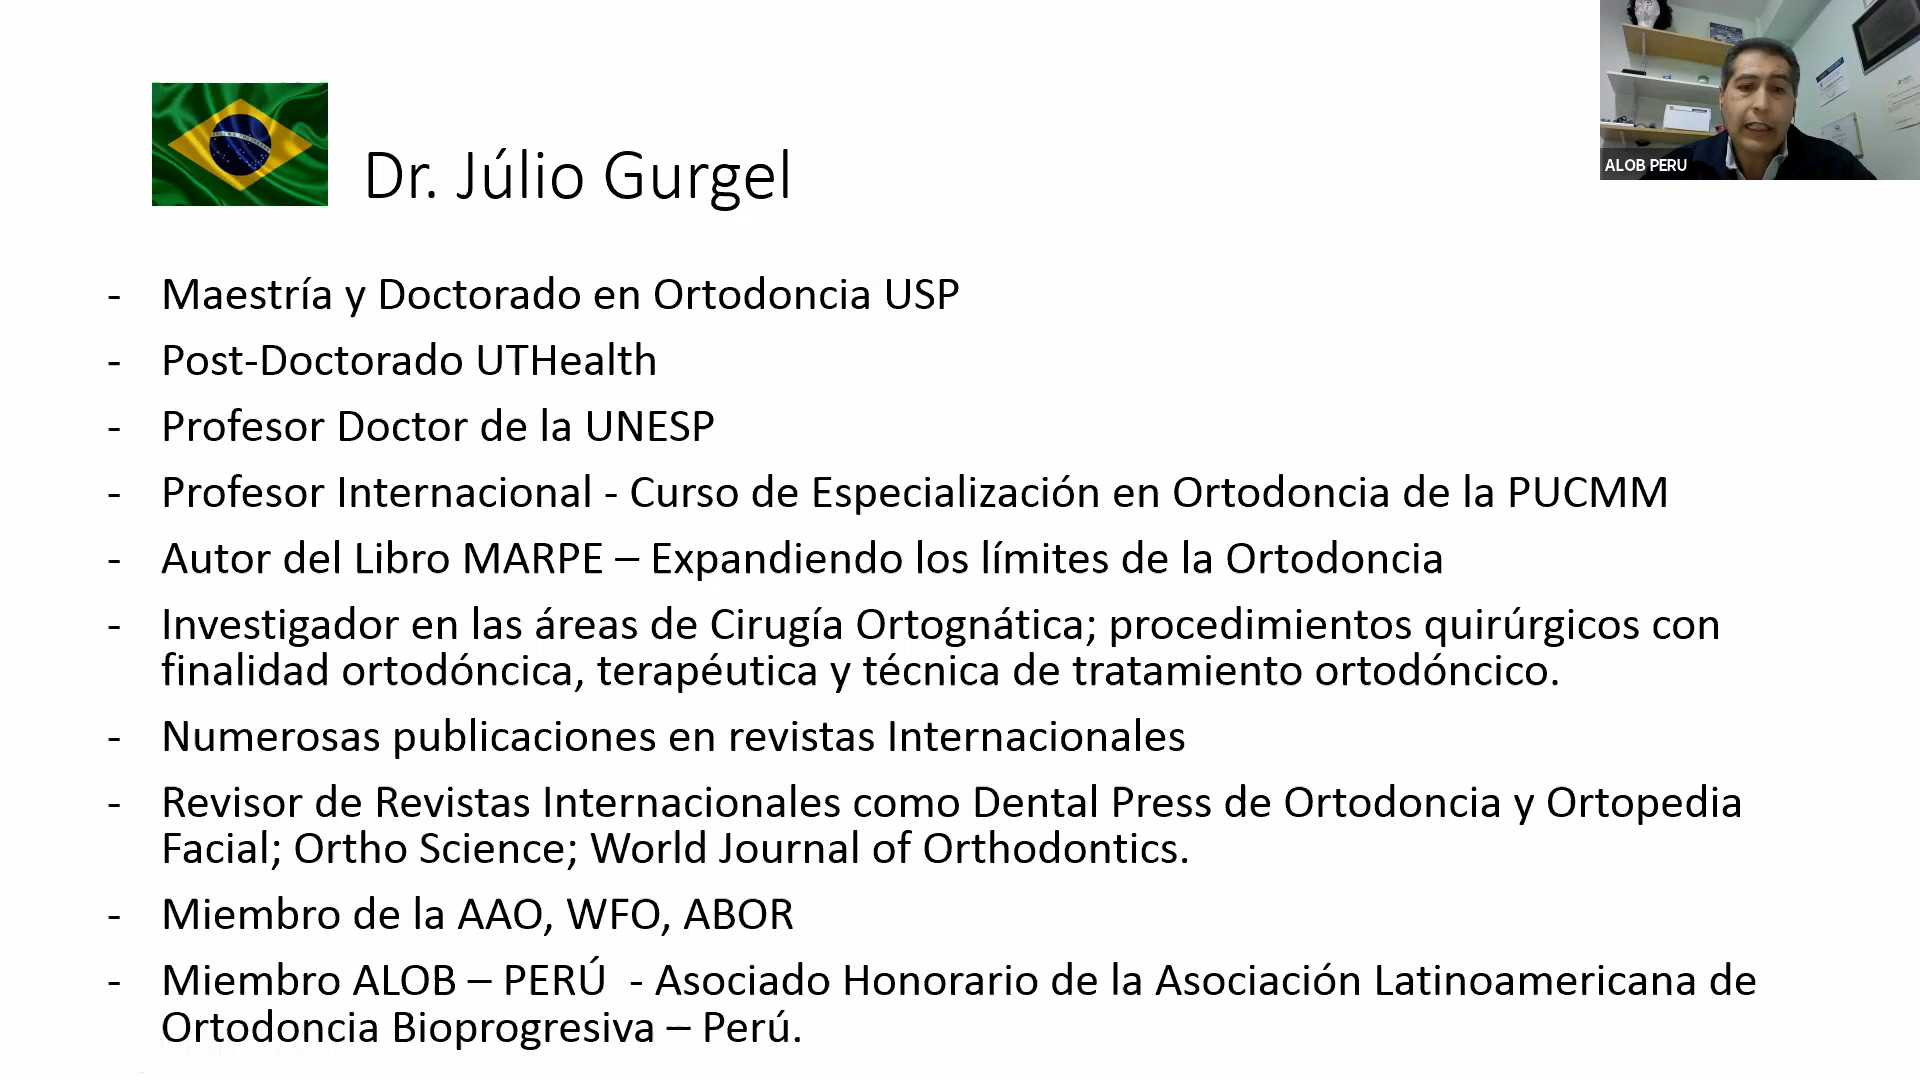 Dr. Júlio Gurgel
ALOB PERU
- Maestría y Doctorado en Ortodoncia USP
- Post-Doctorado UTHealth
- Profesor Doctor de la UNESP
- Profesor Internacional - Curso de Especialización en Ortodoncia de la PUCMM
- Autor del Libro MARPE – Expandiendo los límites de la Ortodoncia
- Investigador en las áreas de Cirugía Ortognática; procedimientos quirúrgicos con
finalidad ortodóncica, terapéutica y técnica de tratamiento ortodóncico.
- Numerosas publicaciones en revistas Internacionales
- Revisor de Revistas Internacionales como Dental Press de Ortodoncia y Ortopedia
Facial; Ortho Science; World Journal of Orthodontics.
- Miembro de la AAO, WFO, ABOR
- Miembro ALOB – PERÚ - Asociado Honorario de la Asociación Latinoamericana de
Ortodoncia Bioprogresiva – Perú.